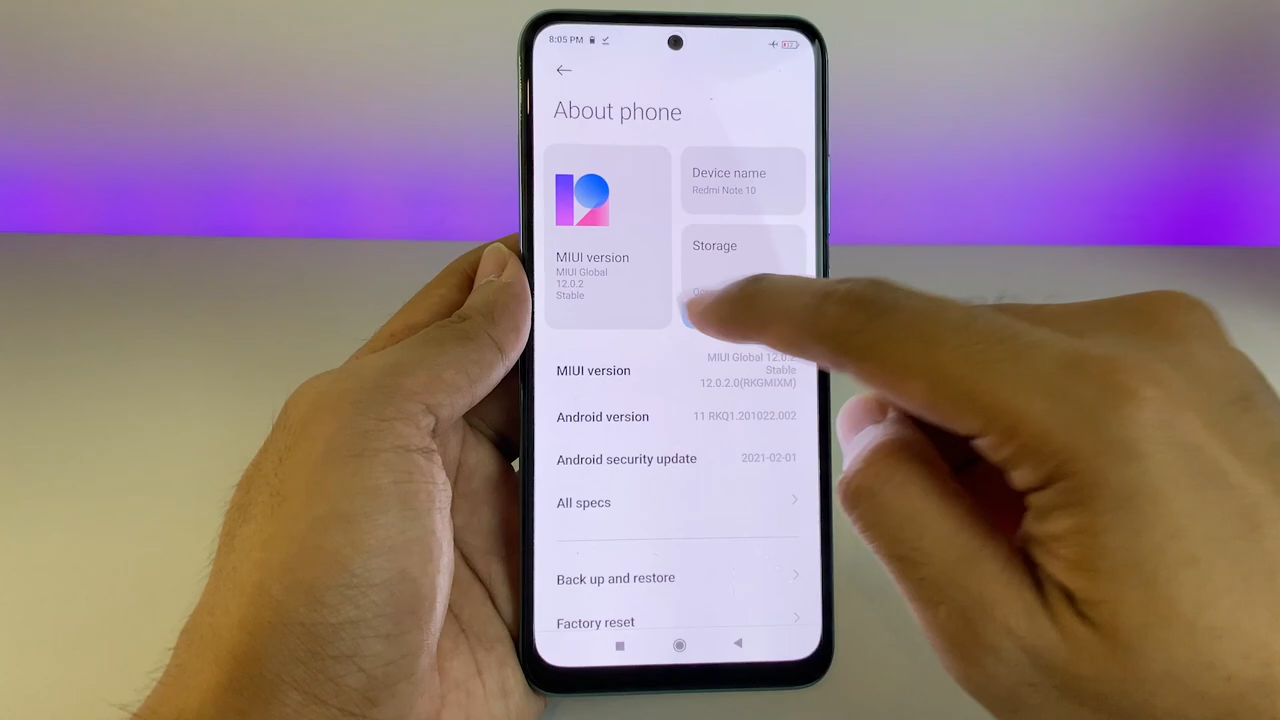 8:05 PM
12
About phone
Device name
Redmi Note 10
MIUI version
MIUI Global
12.0.2
Stable
Storage
MIUI version
MIUI Global 12.0.2
Stable
12.0.2.0(RKGMIXM)
Android version
11 RKQ1.201022.002
Android security update
2021-02-01
All specs
Back up and restore
Factory reset